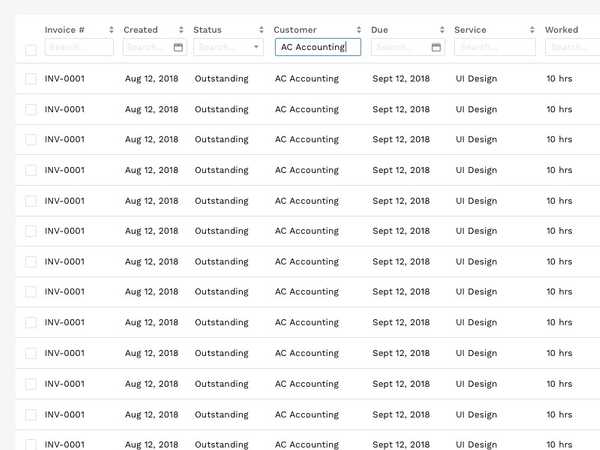 Invoice # Created Status Customer Due Service Worked
Search... Search... Search... AC Accounting Search... Search... Search...
INV-0001 Aug 12, 2018 Outstanding AC Accounting Sept 12, 2018 UI Design 10 hrs
INV-0001 Aug 12, 2018 Outstanding AC Accounting Sept 12, 2018 UI Design 10 hrs
INV-0001 Aug 12, 2018 Outstanding AC Accounting Sept 12, 2018 UI Design 10 hrs
INV-0001 Aug 12, 2018 Outstanding AC Accounting Sept 12, 2018 UI Design 10 hrs
INV-0001 Aug 12, 2018 Outstanding AC Accounting Sept 12, 2018 UI Design 10 hrs
INV-0001 Aug 12, 2018 Outstanding AC Accounting Sept 12, 2018 UI Design 10 hrs
INV-0001 Aug 12, 2018 Outstanding AC Accounting Sept 12, 2018 UI Design 10 hrs
INV-0001 Aug 12, 2018 Outstanding AC Accounting Sept 12, 2018 UI Design 10 hrs
INV-0001 Aug 12, 2018 Outstanding AC Accounting Sept 12, 2018 UI Design 10 hrs
INV-0001 Aug 12, 2018 Outstanding AC Accounting Sept 12, 2018 UI Design 10 hrs
INV-0001 Aug 12, 2018 Outstanding AC Accounting Sept 12, 2018 UI Design 10 hrs
INV-0001 Aug 12, 2018 Outstanding AC Accounting Sept 12, 2018 UI Design 10 hrs
INV-0001 Aug 12, 2018 Outstanding AC Accounting Sept 12, 2018 UI Design 10 hrs